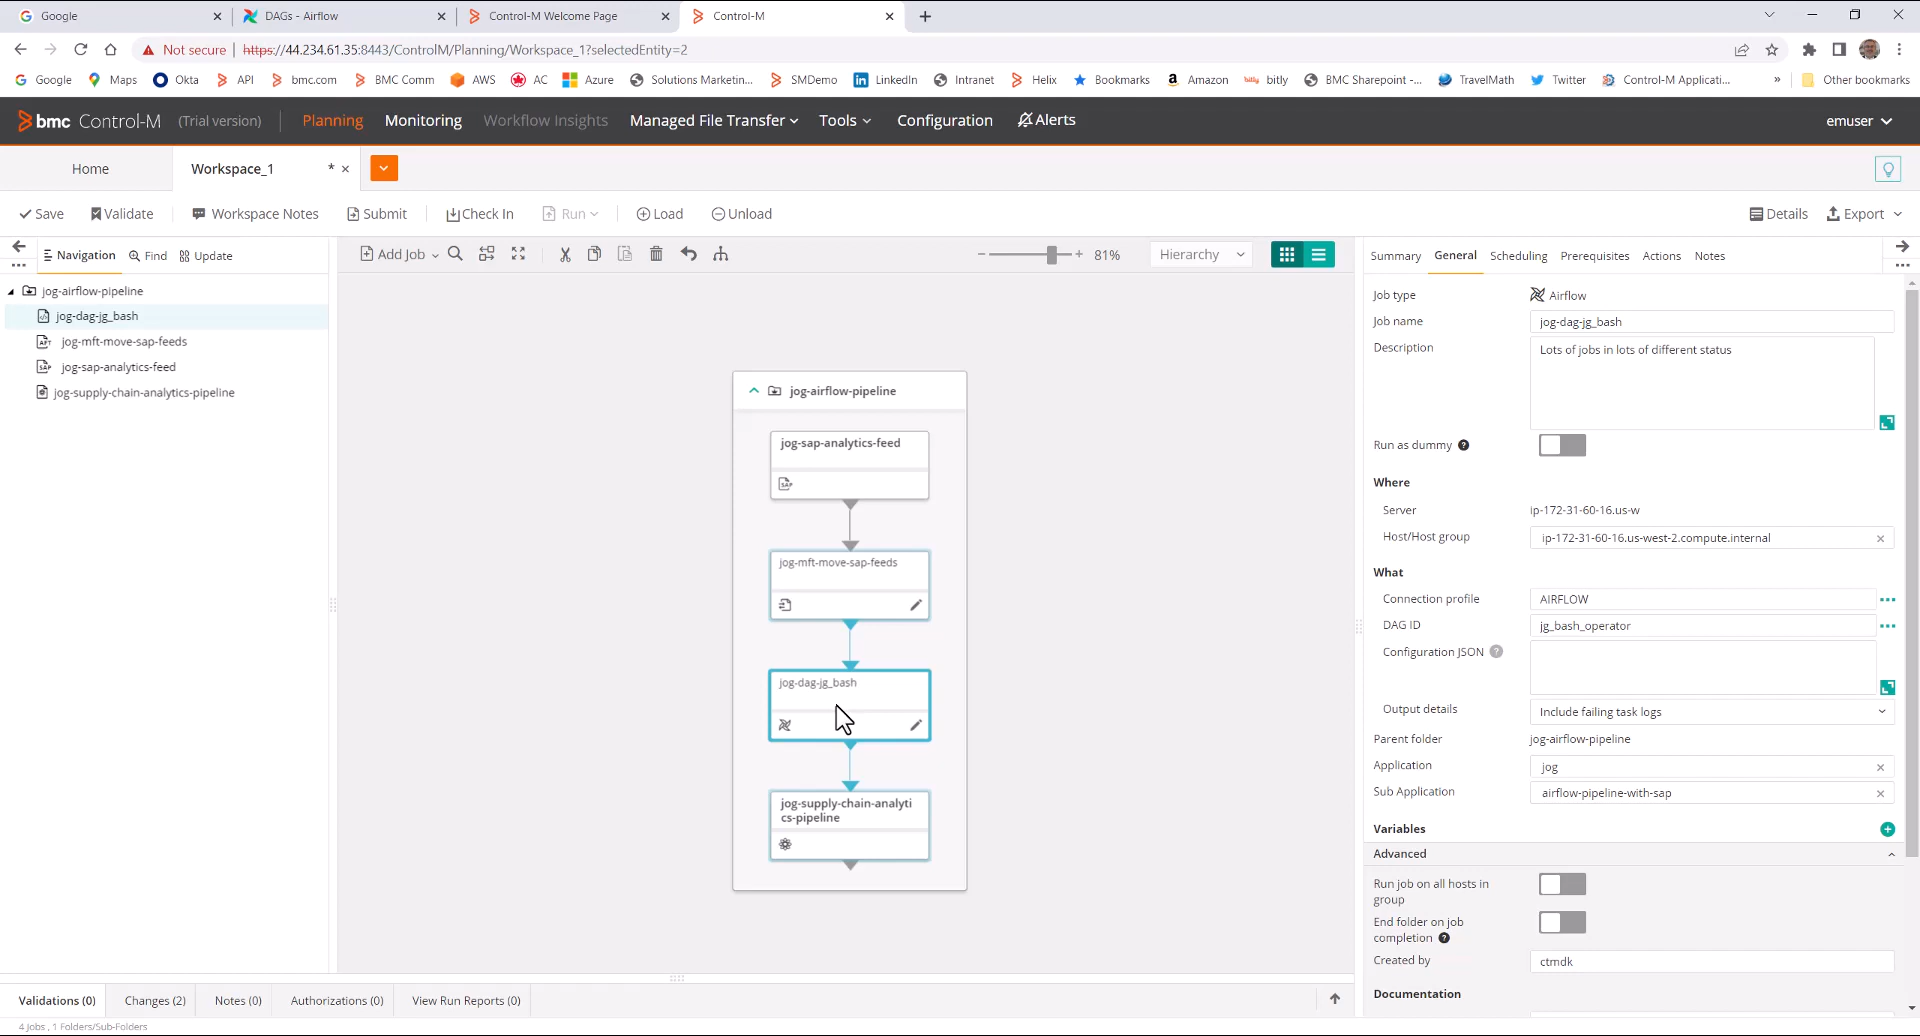 Google
DAGs - Airflow
Control-M Welcome Page
Control-M
Not secure | https://44.234.61.35:8443/ControlM/Planning/Workspace_1?selectedEntity=2
Google
Maps
Okta
API
bmc.com
BMC Comm
AWS
AC
Azure
Solutions Marketin...
SMDemo
LinkedIn
Intranet
Helix
Bookmarks
Amazon
bitly
BMC Sharepoint -...
TravelMath
Twitter
Control-M Applicati...
»
Other bookmarks
bmc Control-M (Trial version)
Planning
Monitoring
Workflow Insights
Managed File Transfer
Tools
Configuration
Alerts
emuser
Home
Workspace_1 *
Save
Validate
Workspace Notes
Submit
Check In
Run
Load
Unload
Details
Export
Navigation
Find
Update
Add Job
81%
Hierarchy
jog-airflow-pipeline
jog-dag-jg_bash
jog-mft-move-sap-feeds
jog-sap-analytics-feed
jog-supply-chain-analytics-pipeline
jog-airflow-pipeline
jog-sap-analytics-feed
jog-mft-move-sap-feeds
jog-dag-jg_bash
jog-supply-chain-analyti
cs-pipeline
Summary
General
Scheduling
Prerequisites
Actions
Notes
Job type Airflow
Job name jog-dag-jg_bash
Description Lots of jobs in lots of different status
Run as dummy
Where
Server ip-172-31-60-16.us-w
Host/Host group ip-172-31-60-16.us-west-2.compute.internal
What
Connection profile AIRFLOW
DAG ID jg_bash_operator
Configuration JSON
Output details Include failing task logs
Parent folder jog-airflow-pipeline
Application jog
Sub Application airflow-pipeline-with-sap
Variables
Advanced
Run job on all hosts in
group
End folder on job
completion
Created by ctmdk
Documentation
Validations (0)
Changes (2)
Notes (0)
Authorizations (0)
View Run Reports (0)
4 Jobs , 1 Folders/Sub-Folders